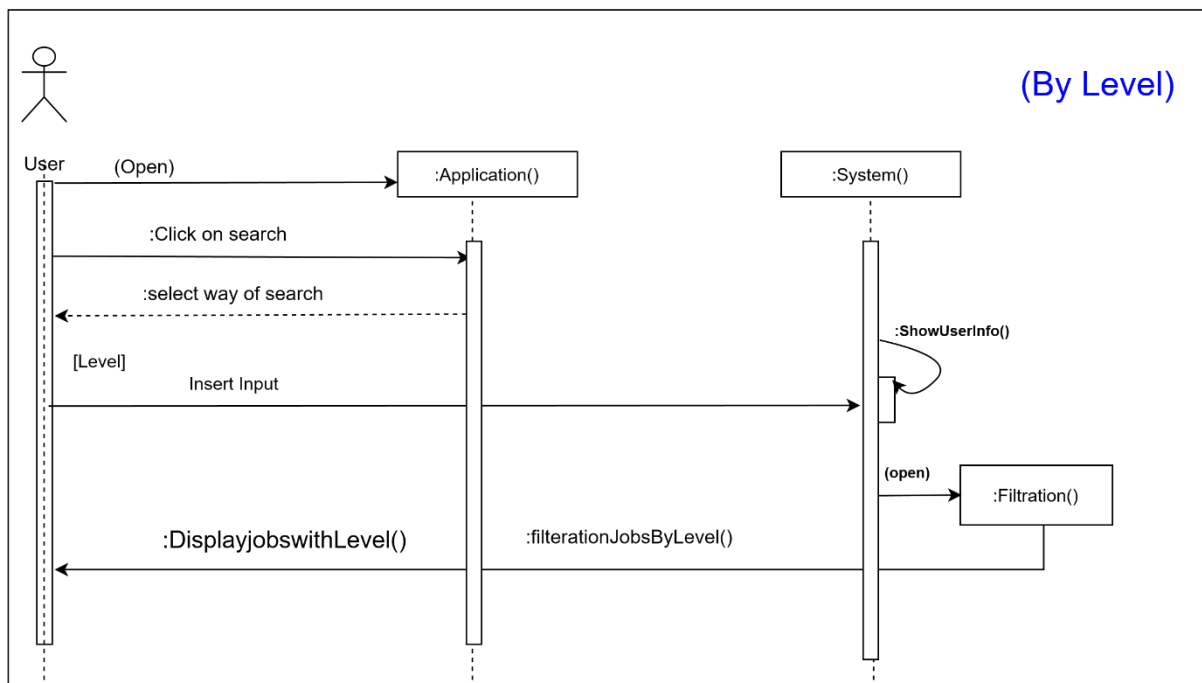 (By Level)
User
(Open)
:Application()
:System()
:Click on search
:select way of search
:ShowUserInfo()
[Level]
Insert Input
(open)
:Filtration()
:DisplayjobswithLevel()
:filterationJobsByLevel()